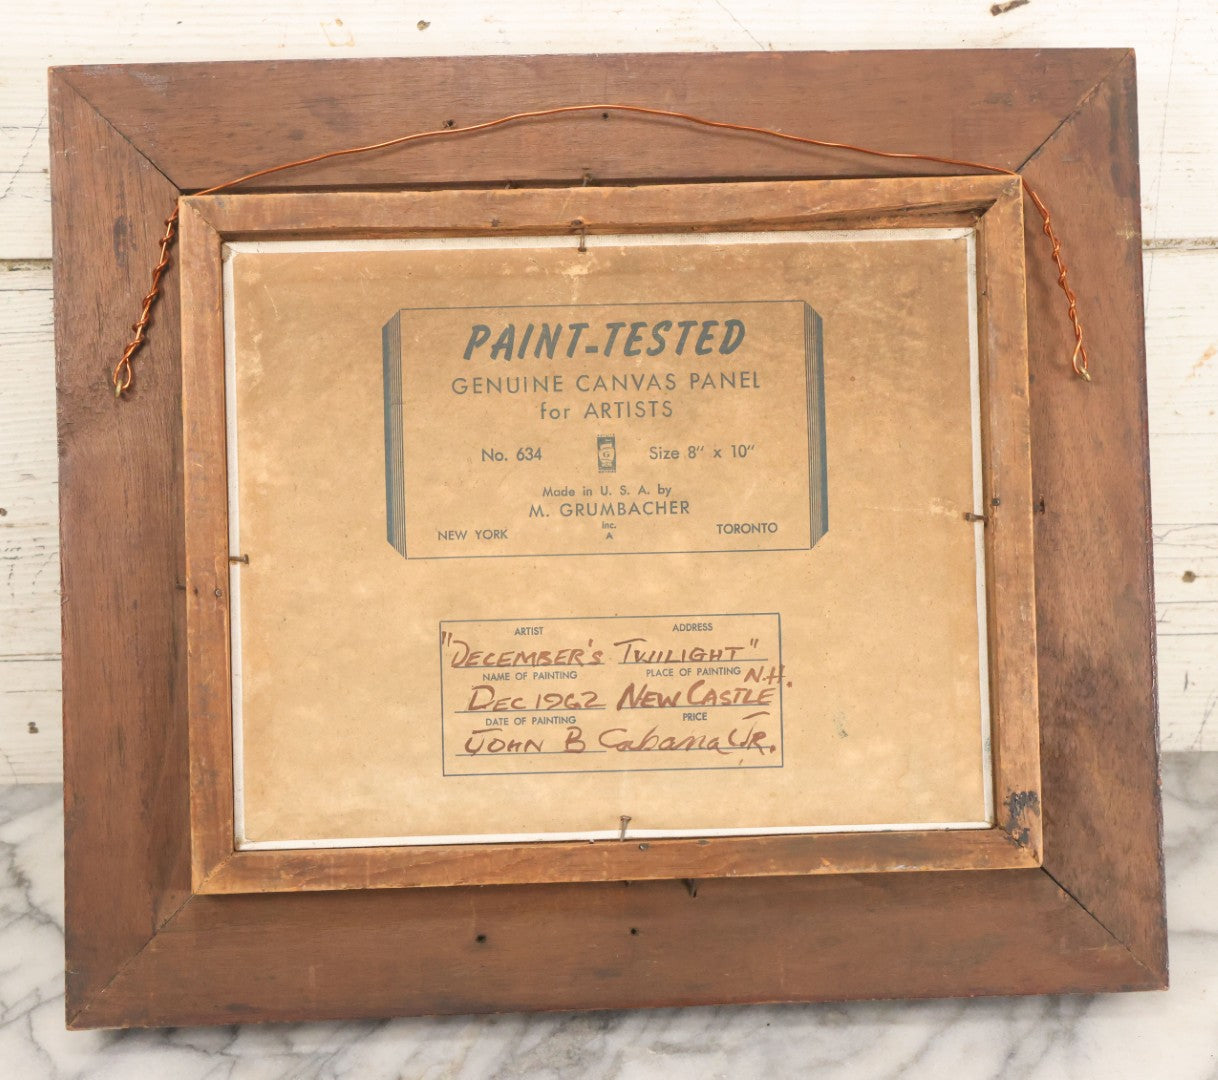 PAINT-TESTED
GENUINE CANVAS PANEL
for ARTISTS
No. 634 G Size 8" x 10"
Made in U. S. A. by
M. GRUMBACHER
Inc.
NEW YORK A TORONTO
ARTIST ADDRESS
"DECEMBER'S TWILIGHT"
NAME OF PAINTING PLACE OF PAINTING N.H.
DEC 1962 NEW CASTLE
DATE OF PAINTING PRICE
JOHN B Cabana JR.